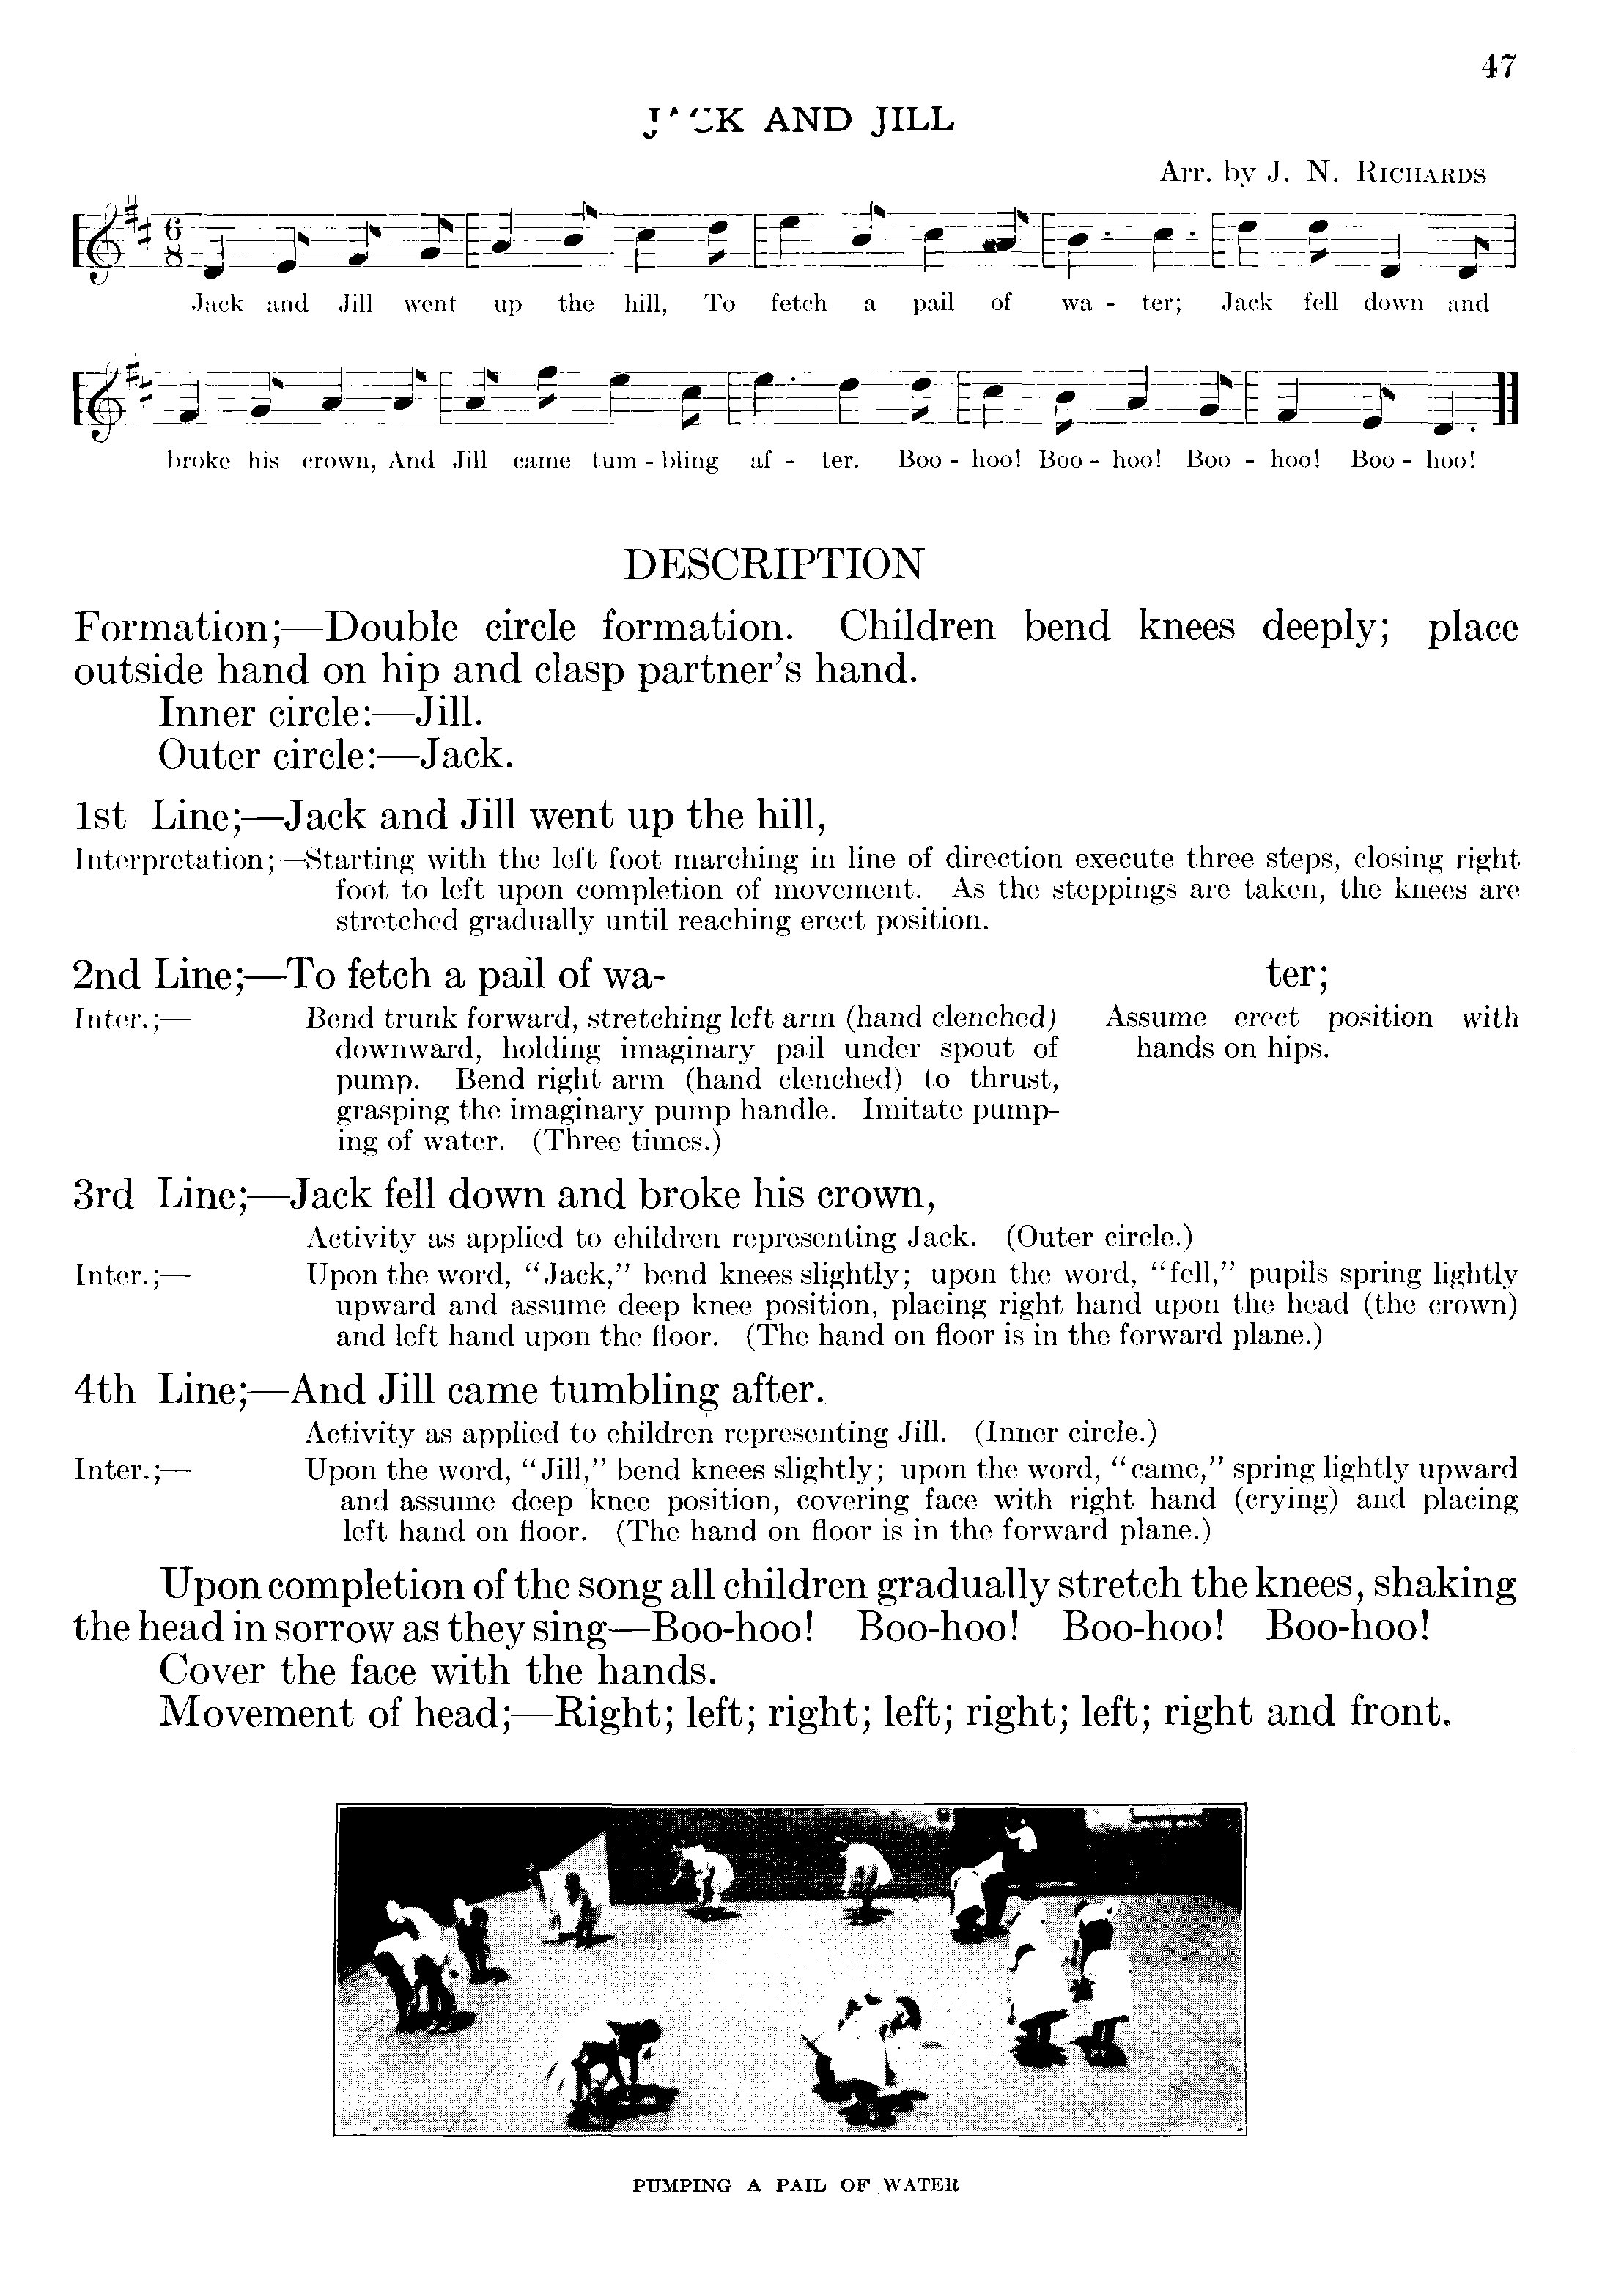 47
JACK AND JILL
Arr. by J. N. RICHARDS
6
8
Jack and Jill went up the hill, To fetch a pail of wa - ter; Jack fell down and
broke his crown, And Jill came tum - bling af - ter. Boo - hoo! Boo - hoo! Boo - hoo! Boo - hoo!
DESCRIPTION
Formation;—Double circle formation. Children bend knees deeply; place
outside hand on hip and clasp partner's hand.
Inner circle:—Jill.
Outer circle:—Jack.
1st Line;—Jack and Jill went up the hill,
Interpretation;—Starting with the left foot marching in line of direction execute three steps, closing right
foot to left upon completion of movement. As the steppings are taken, the knees are
stretched gradually until reaching erect position.
2nd Line;—To fetch a pail of wa- ter;
Inter.;— Bend trunk forward, stretching left arm (hand clenched)
downward, holding imaginary pail under spout of
pump. Bend right arm (hand clenched) to thrust,
grasping the imaginary pump handle. Imitate pump-
ing of water. (Three times.)
Assume erect position with
hands on hips.
3rd Line;—Jack fell down and broke his crown,
Activity as applied to children representing Jack. (Outer circle.)
Inter.;— Upon the word, "Jack," bend knees slightly; upon the word, "fell," pupils spring lightly
upward and assume deep knee position, placing right hand upon the head (the crown)
and left hand upon the floor. (The hand on floor is in the forward plane.)
4th Line;—And Jill came tumbling after.
Activity as applied to children representing Jill. (Inner circle.)
Inter.;— Upon the word, "Jill," bend knees slightly; upon the word, "came," spring lightly upward
and assume deep knee position, covering face with right hand (crying) and placing
left hand on floor. (The hand on floor is in the forward plane.)
Upon completion of the song all children gradually stretch the knees, shaking
the head in sorrow as they sing—Boo-hoo! Boo-hoo! Boo-hoo! Boo-hoo!
Cover the face with the hands.
Movement of head;—Right; left; right; left; right; left; right and front.
PUMPING A PAIL OF WATER